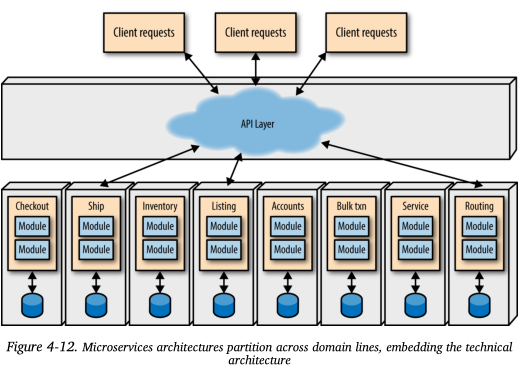 Client requests Client requests Client requests
API Layer
Checkout Ship Inventory Listing Accounts Bulk txn Service Routing
Module Module Module Module Module Module Module Module
Module Module Module Module Module Module Module Module
Figure 4-12. Microservices architectures partition across domain lines, embedding the technical
architecture